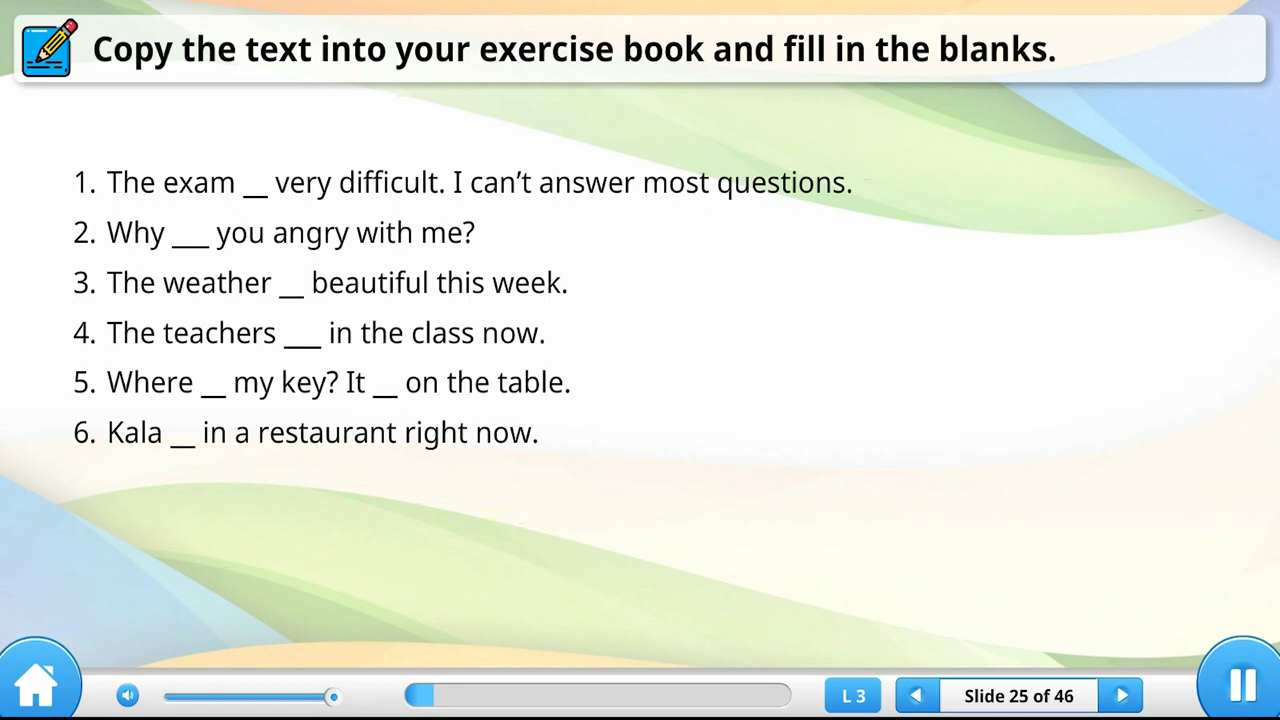 Copy the text into your exercise book and fill in the blanks.
1. The exam __ very difficult. I can’t answer most questions.
2. Why ___ you angry with me?
3. The weather __ beautiful this week.
4. The teachers ___ in the class now.
5. Where __ my key? It __ on the table.
6. Kala __ in a restaurant right now.
L 3
Slide 25 of 46